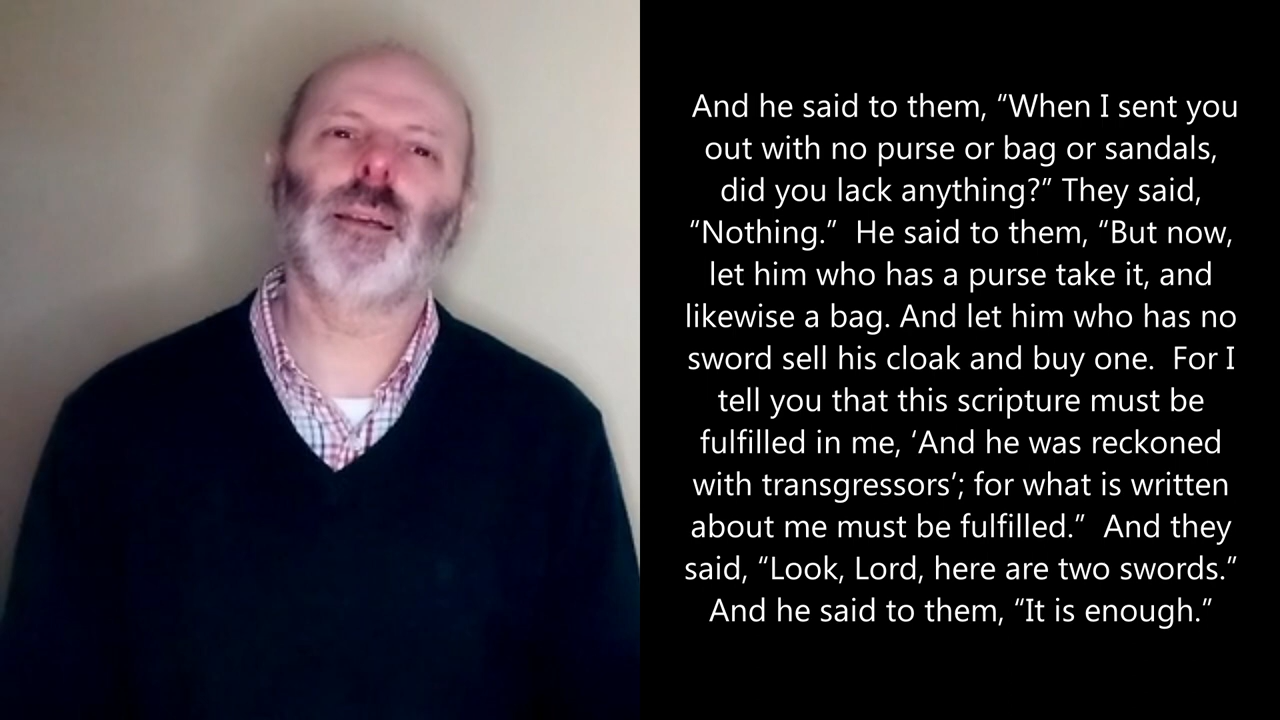 And he said to them, “When I sent you
out with no purse or bag or sandals,
did you lack anything?” They said,
“Nothing.”  He said to them, “But now,
let him who has a purse take it, and
likewise a bag. And let him who has no
sword sell his cloak and buy one.  For I
tell you that this scripture must be
fulfilled in me, ‘And he was reckoned
with transgressors’; for what is written
about me must be fulfilled.”  And they
said, “Look, Lord, here are two swords.”
And he said to them, “It is enough.”